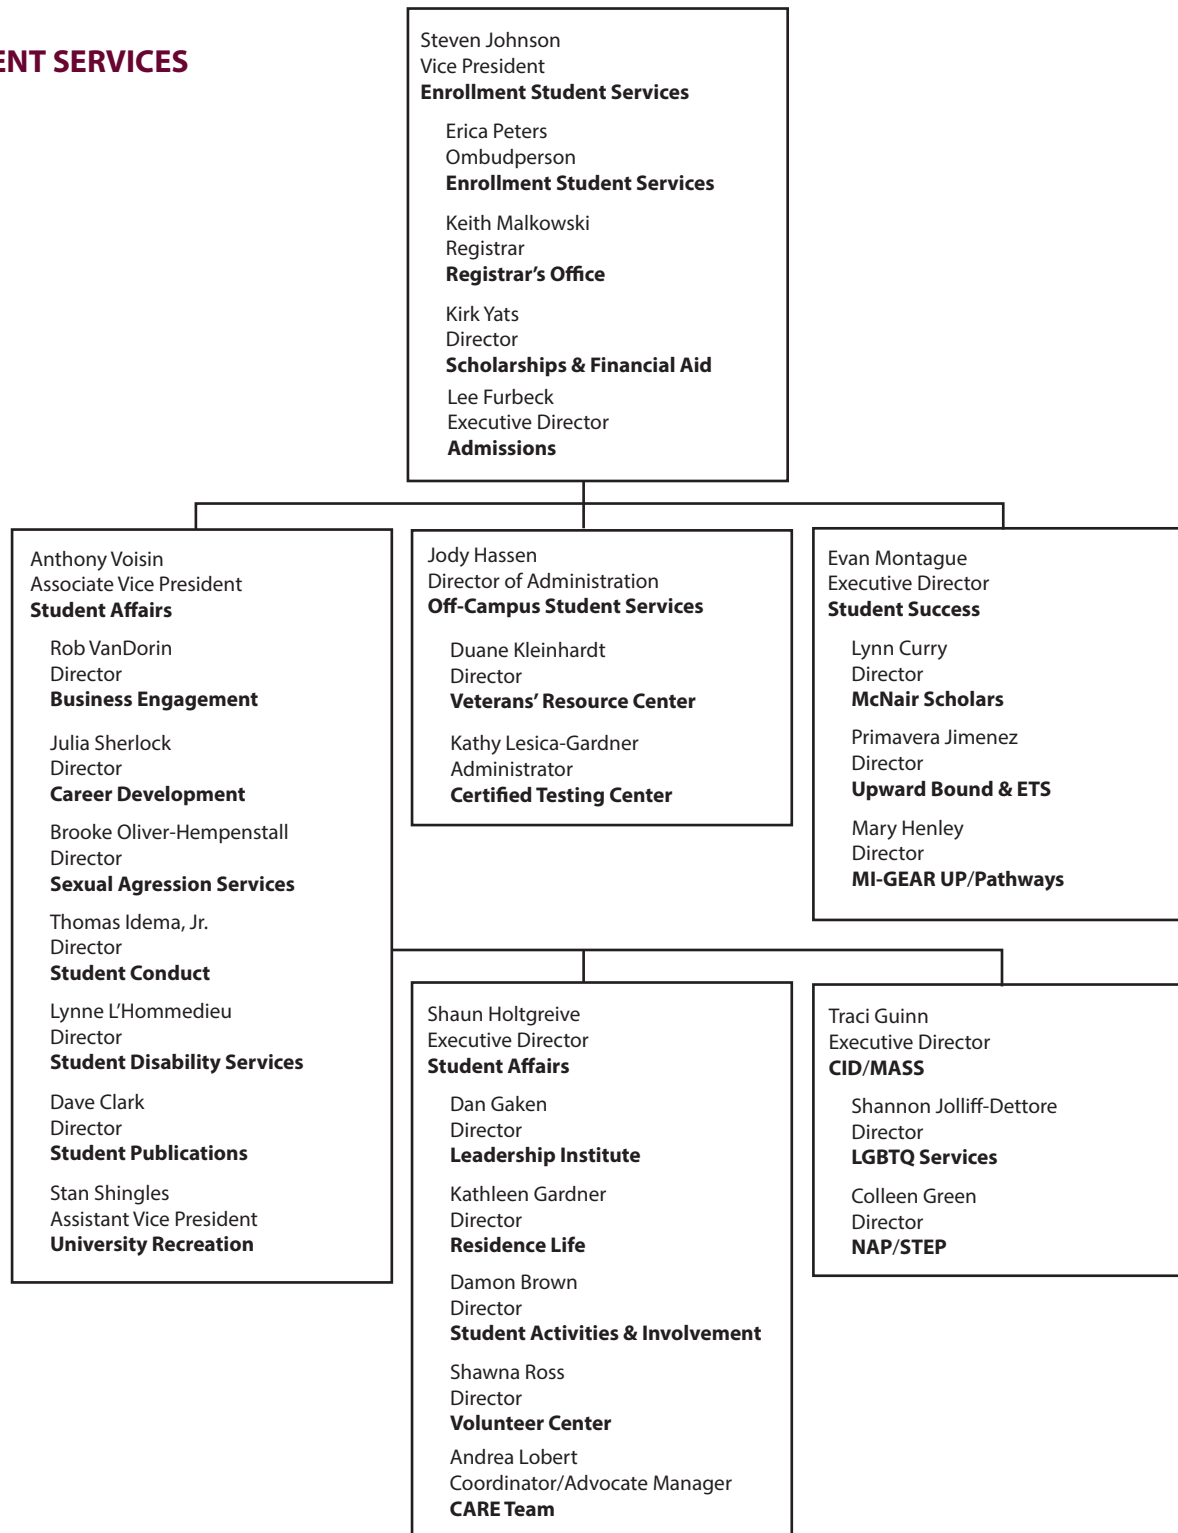 ENT SERVICES
Steven Johnson
Vice President
Enrollment Student Services
Erica Peters
Ombudperson
Enrollment Student Services
Keith Malkowski
Registrar
Registrar’s Office
Kirk Yats
Director
Scholarships & Financial Aid
Lee Furbeck
Executive Director
Admissions
Anthony Voisin
Associate Vice President
Student Affairs
Rob VanDorin
Director
Business Engagement
Julia Sherlock
Director
Career Development
Brooke Oliver-Hempenstall
Director
Sexual Agression Services
Thomas Idema, Jr.
Director
Student Conduct
Lynne L’Hommedieu
Director
Student Disability Services
Dave Clark
Director
Student Publications
Stan Shingles
Assistant Vice President
University Recreation
Jody Hassen
Director of Administration
Off-Campus Student Services
Duane Kleinhardt
Director
Veterans’ Resource Center
Kathy Lesica-Gardner
Administrator
Certified Testing Center
Evan Montague
Executive Director
Student Success
Lynn Curry
Director
McNair Scholars
Primavera Jimenez
Director
Upward Bound & ETS
Mary Henley
Director
MI-GEAR UP/Pathways
Shaun Holtgreive
Executive Director
Student Affairs
Dan Gaken
Director
Leadership Institute
Kathleen Gardner
Director
Residence Life
Damon Brown
Director
Student Activities & Involvement
Shawna Ross
Director
Volunteer Center
Andrea Lobert
Coordinator/Advocate Manager
CARE Team
Traci Guinn
Executive Director
CID/MASS
Shannon Jolliff-Dettore
Director
LGBTQ Services
Colleen Green
Director
NAP/STEP